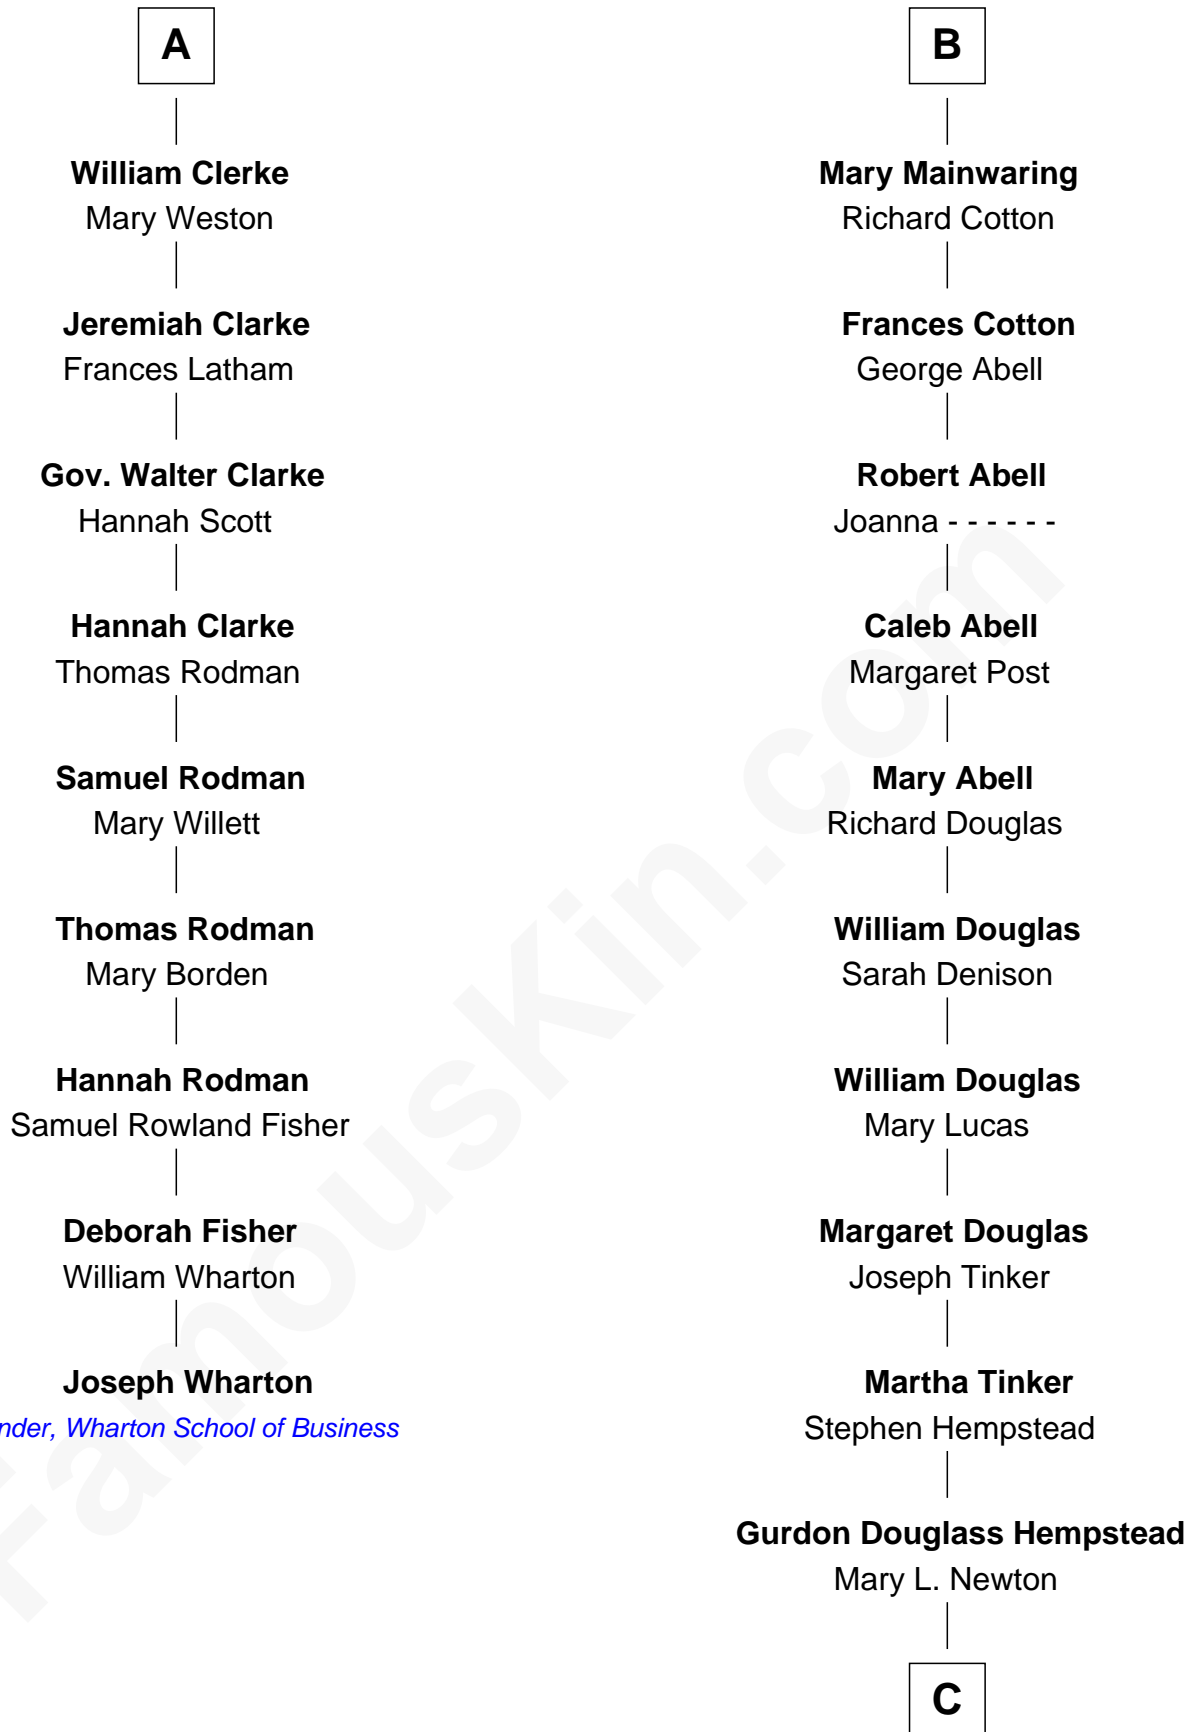 A
William Clerke
Mary Weston
Jeremiah Clarke
Frances Latham
Gov. Walter Clarke
Hannah Scott
Hannah Clarke
Thomas Rodman
Samuel Rodman
Mary Willett
Thomas Rodman
Mary Borden
Hannah Rodman
Samuel Rowland Fisher
Deborah Fisher
William Wharton
Joseph Wharton
nder, Wharton School of Business
B
Mary Mainwaring
Richard Cotton
Frances Cotton
George Abell
Robert Abell
Joanna - - - - - -
Caleb Abell
Margaret Post
Mary Abell
Richard Douglas
William Douglas
Sarah Denison
William Douglas
Mary Lucas
Margaret Douglas
Joseph Tinker
Martha Tinker
Stephen Hempstead
Gurdon Douglass Hempstead
Mary L. Newton
C
FamousKin.com